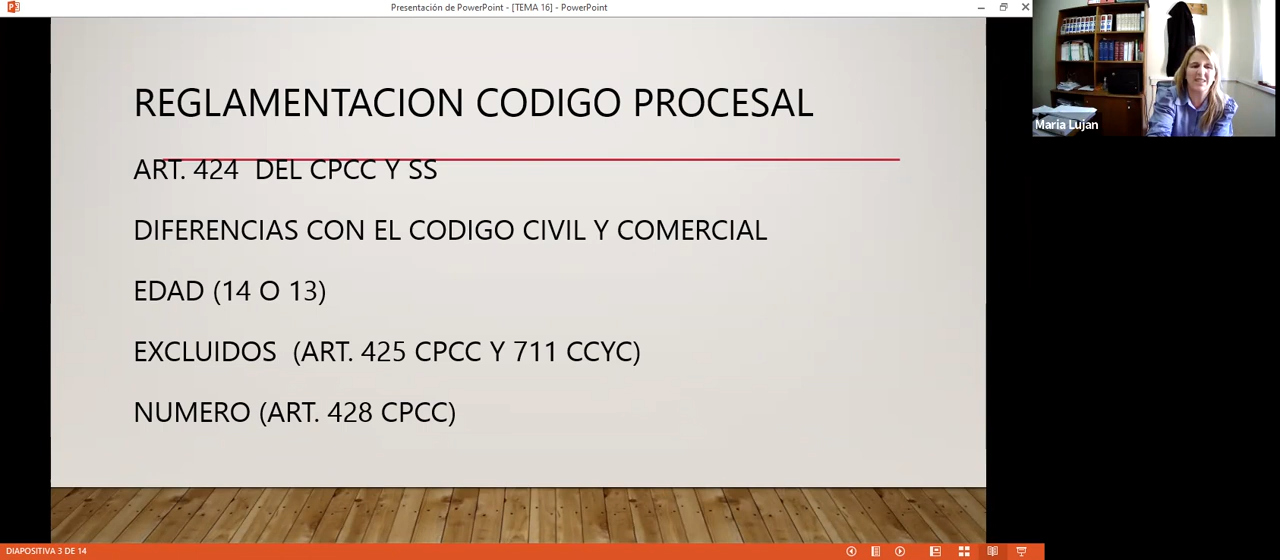 Presentación de PowerPoint - [TEMA 16] - PowerPoint
REGLAMENTACION CODIGO PROCESAL
ART. 424 DEL CPCC Y SS
DIFERENCIAS CON EL CODIGO CIVIL Y COMERCIAL
EDAD (14 O 13)
EXCLUIDOS (ART. 425 CPCC Y 711 CCYC)
NUMERO (ART. 428 CPCC)
Maria Lujan
DIAPOSITIVA 3 DE 14